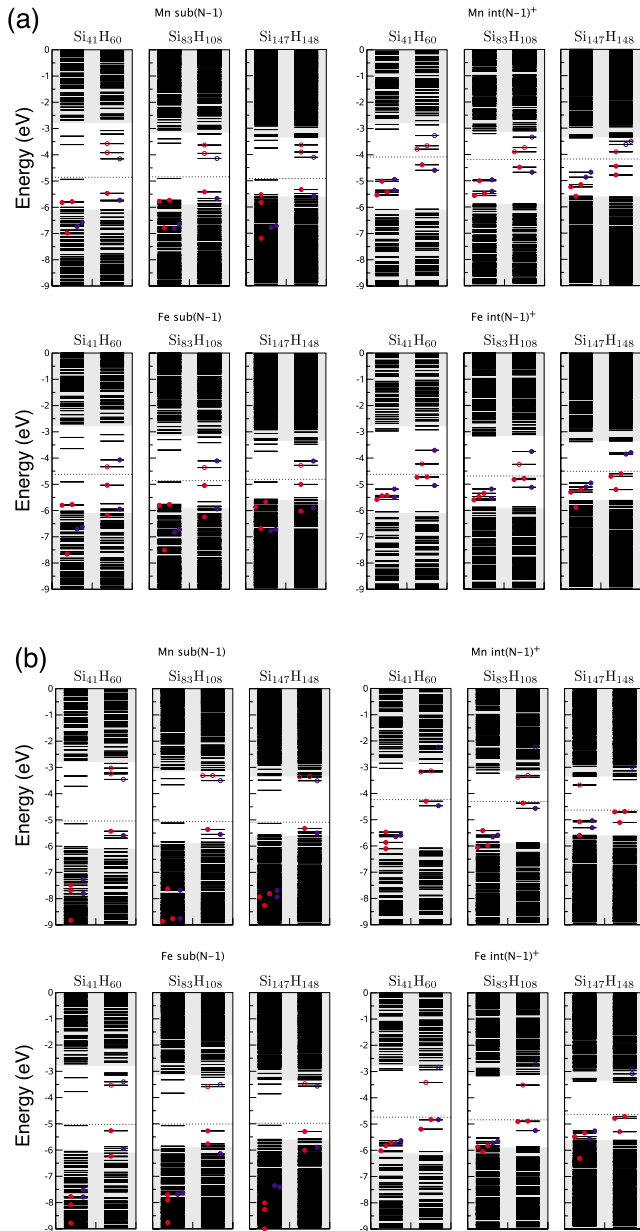 (a)
Mn sub(N-1) Mn int(N-1)⁺
Si₄₁H₆₀ Si₈₃H₁₀₈ Si₁₄₇H₁₄₈ Si₄₁H₆₀ Si₈₃H₁₀₈ Si₁₄₇H₁₄₈
Energy (eV)
0
-1
-2
-3
-4
-5
-6
-7
-8
-9
Fe sub(N-1) Fe int(N-1)⁺
Si₄₁H₆₀ Si₈₃H₁₀₈ Si₁₄₇H₁₄₈ Si₄₁H₆₀ Si₈₃H₁₀₈ Si₁₄₇H₁₄₈
Energy (eV)
0
-1
-2
-3
-4
-5
-6
-7
-8
-9
(b)
Mn sub(N-1) Mn int(N-1)⁺
Si₄₁H₆₀ Si₈₃H₁₀₈ Si₁₄₇H₁₄₈ Si₄₁H₆₀ Si₈₃H₁₀₈ Si₁₄₇H₁₄₈
Energy (eV)
0
-1
-2
-3
-4
-5
-6
-7
-8
-9
Fe sub(N-1) Fe int(N-1)⁺
Si₄₁H₆₀ Si₈₃H₁₀₈ Si₁₄₇H₁₄₈ Si₄₁H₆₀ Si₈₃H₁₀₈ Si₁₄₇H₁₄₈
Energy (eV)
0
-1
-2
-3
-4
-5
-6
-7
-8
-9